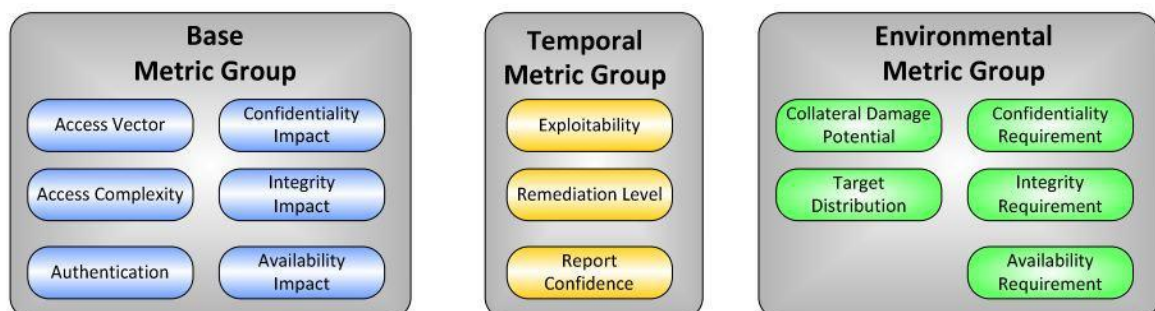 Base
Metric Group
Access Vector
Confidentiality
Impact
Access Complexity
Integrity
Impact
Authentication
Availability
Impact
Temporal
Metric Group
Exploitability
Remediation Level
Report
Confidence
Environmental
Metric Group
Collateral Damage
Potential
Confidentiality
Requirement
Target
Distribution
Integrity
Requirement
Availability
Requirement